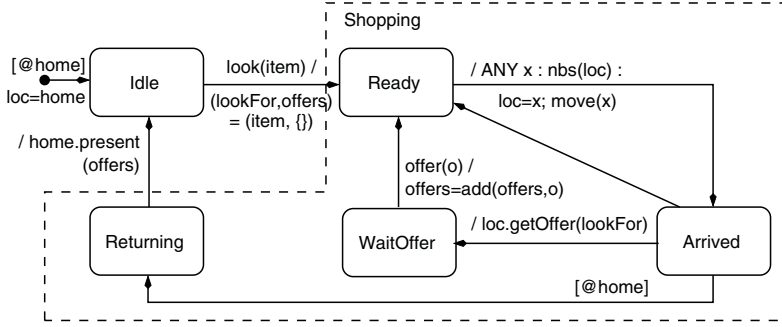 Shopping
[@home]
loc=home
Idle
look(item) /
(lookFor,offers)
= (item, {})
Ready
/ ANY x : nbs(loc) :
loc=x; move(x)
/ home.present
(offers)
offer(o) /
offers=add(offers,o)
Returning
WaitOffer
/ loc.getOffer(lookFor)
Arrived
[@home]